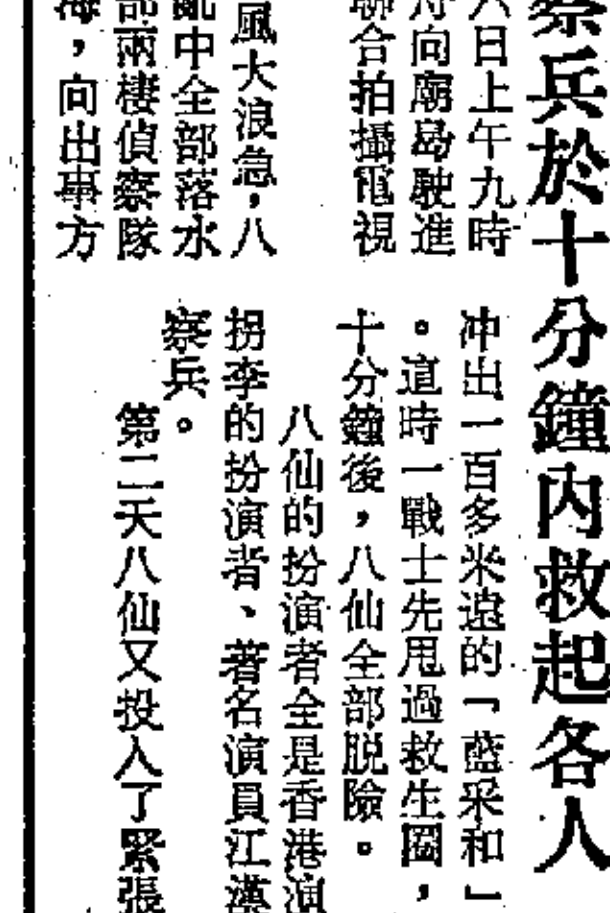 察兵於十分鐘內救起各人
六日上午九時
舟向廟島駛進
聯合拍攝電視
風大浪急，八
亂中全部落水
部兩棲偵察隊
海，向出事方
冲出一百多米遠的「藍采和」
。這時一戰士先甩過救生圈，
十分鐘後，八仙全部脱險。
八仙的扮演者全是香港演
拐李的扮演者、著名演員江漢
察兵。
第二天八仙又投入了緊張